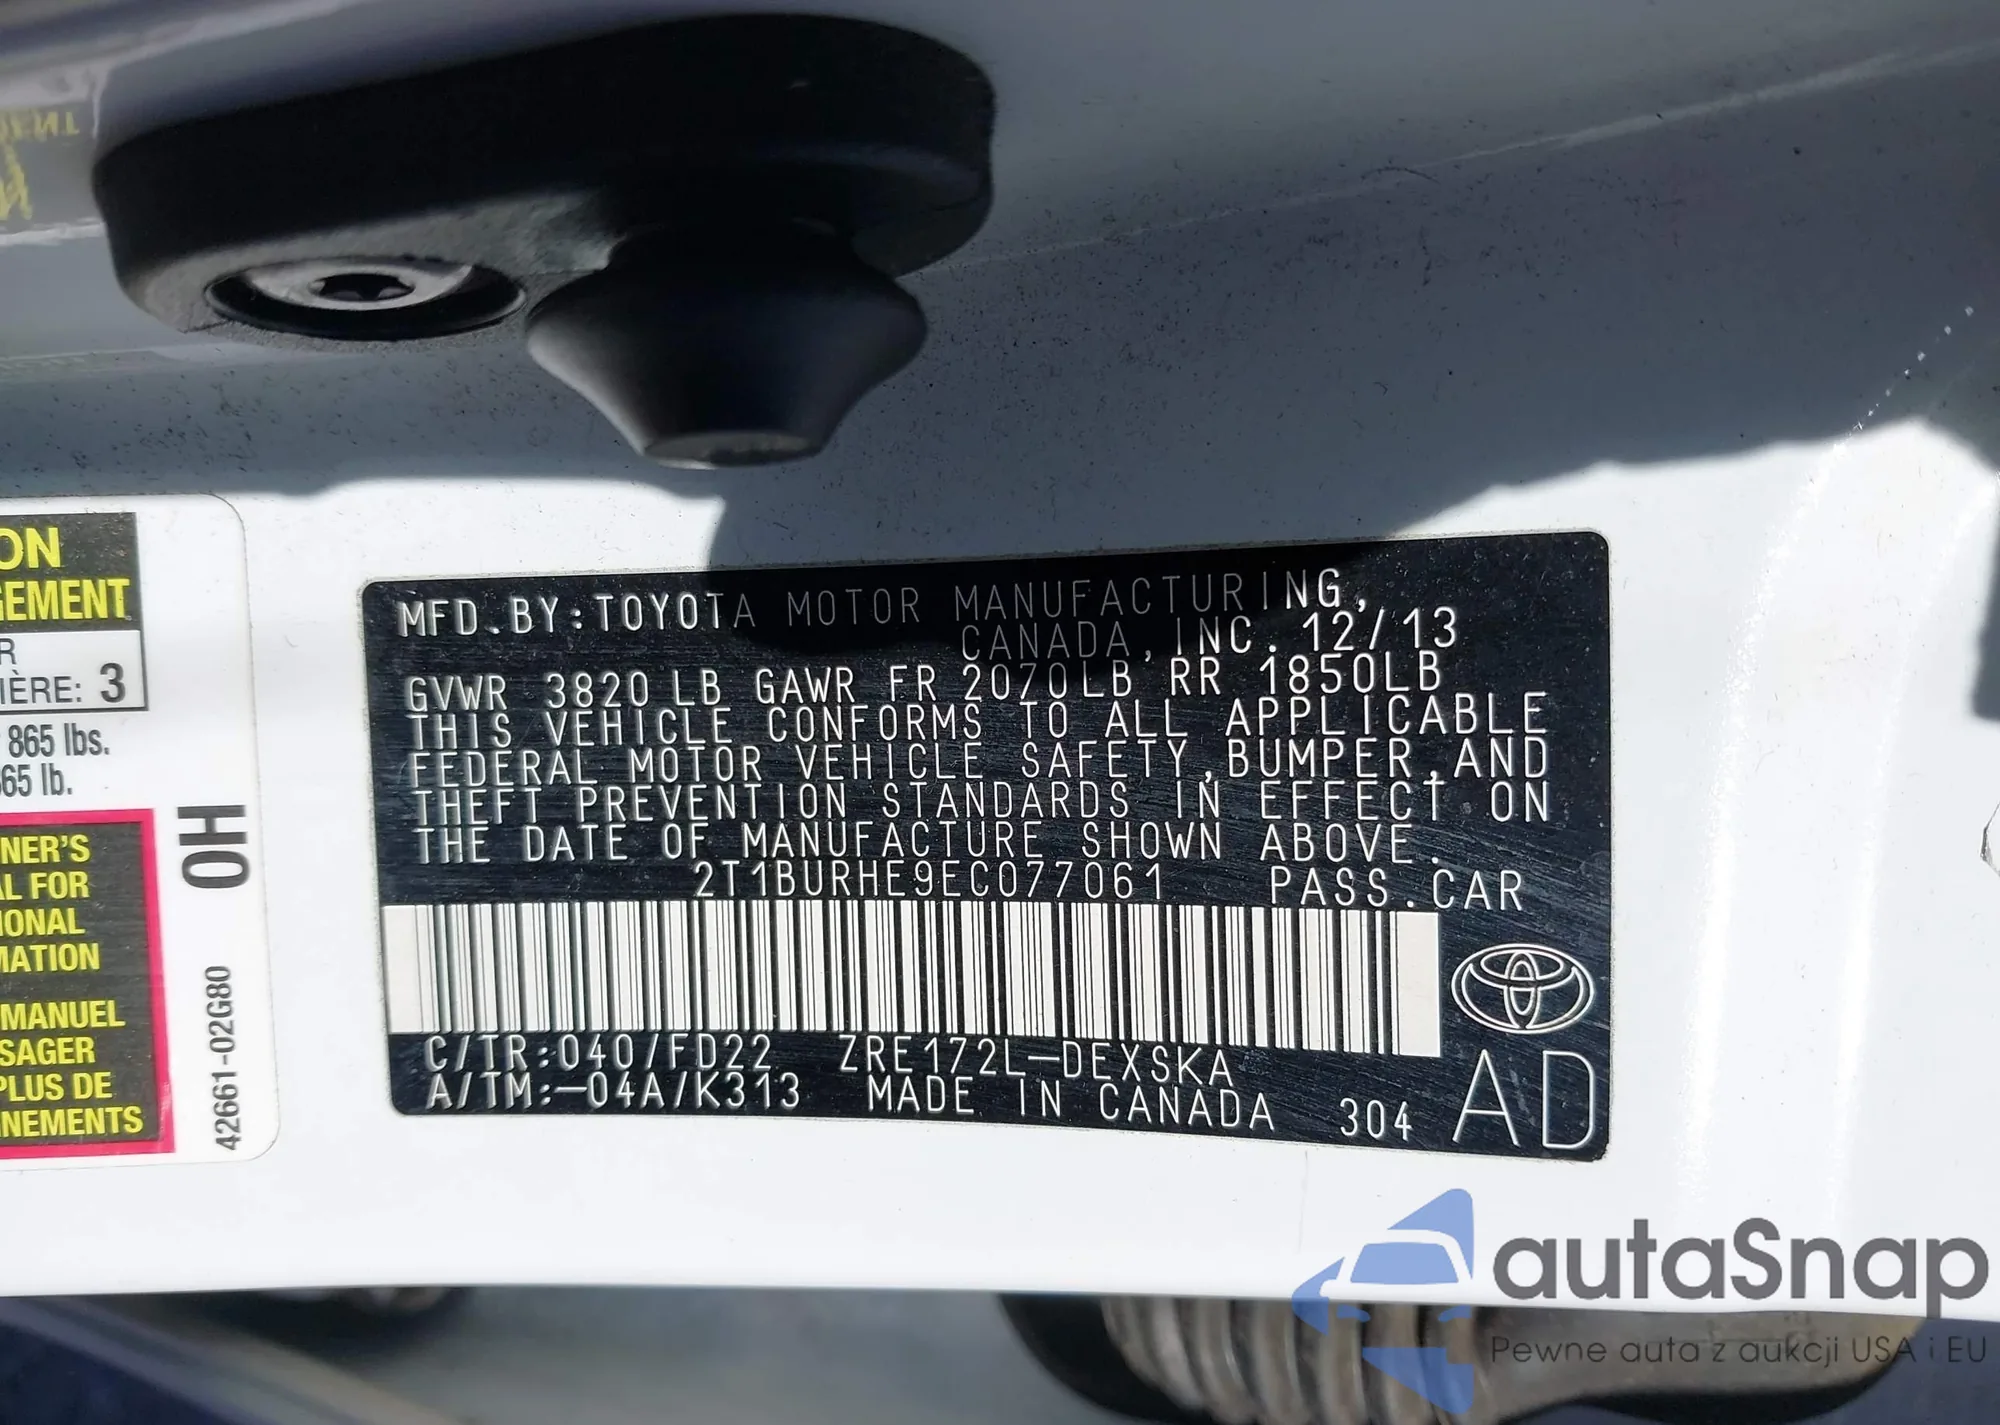 ON
GEMENT
R
IÈRE: 3
865 lbs.
65 lb.
NER'S
AL FOR
IONAL
MATION
MANUEL
SAGER
PLUS DE
NEMENTS
OH
42661-02G80
MFD.BY:TOYOTA MOTOR MANUFACTURING,
CANADA,INC. 12/13
GVWR 3820LB GAWR FR 2070LB RR 1850LB
THIS VEHICLE CONFORMS TO ALL APPLICABLE
FEDERAL MOTOR VEHICLE SAFETY,BUMPER,AND
THEFT PREVENTION STANDARDS IN EFFECT ON
THE DATE OF MANUFACTURE SHOWN ABOVE.
2T1BURHE9EC077061 PASS.CAR
C/TR:040/FD22 ZRE172L-DEXSKA
A/TM:-04A/K313 MADE IN CANADA 304 AD
autaSnap
Pewne auta z aukcji USA i EU